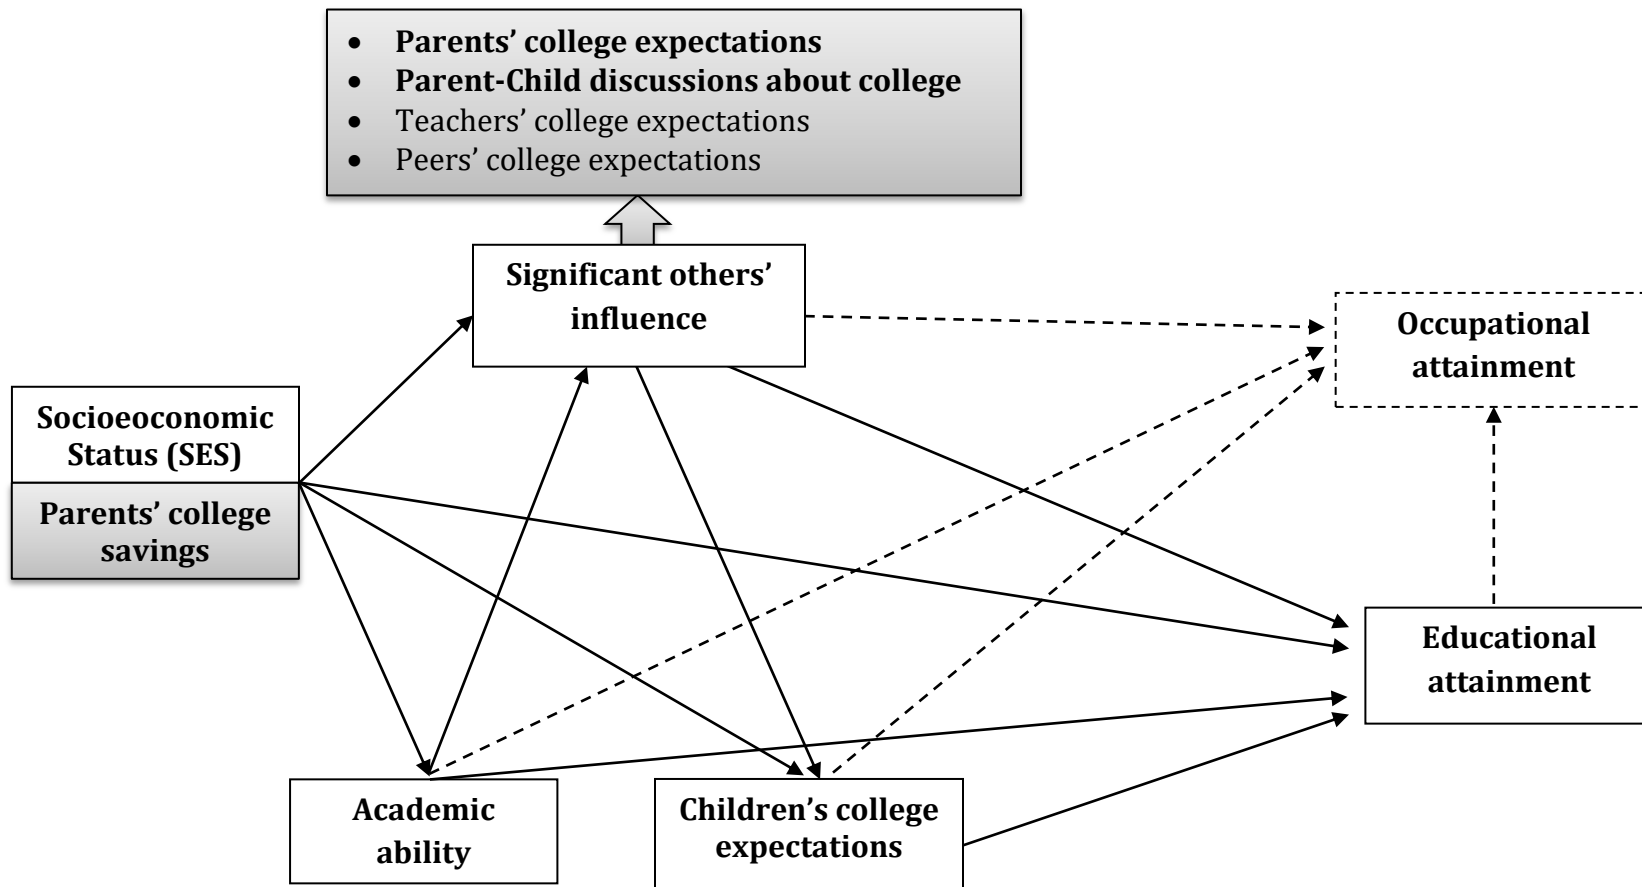 • Parents’ college expectations
• Parent-Child discussions about college
• Teachers’ college expectations
• Peers’ college expectations
Significant others’
influence
Occupational
attainment
Socioeoconomic
Status (SES)
Parents’ college
savings
Educational
attainment
Academic
ability
Children’s college
expectations